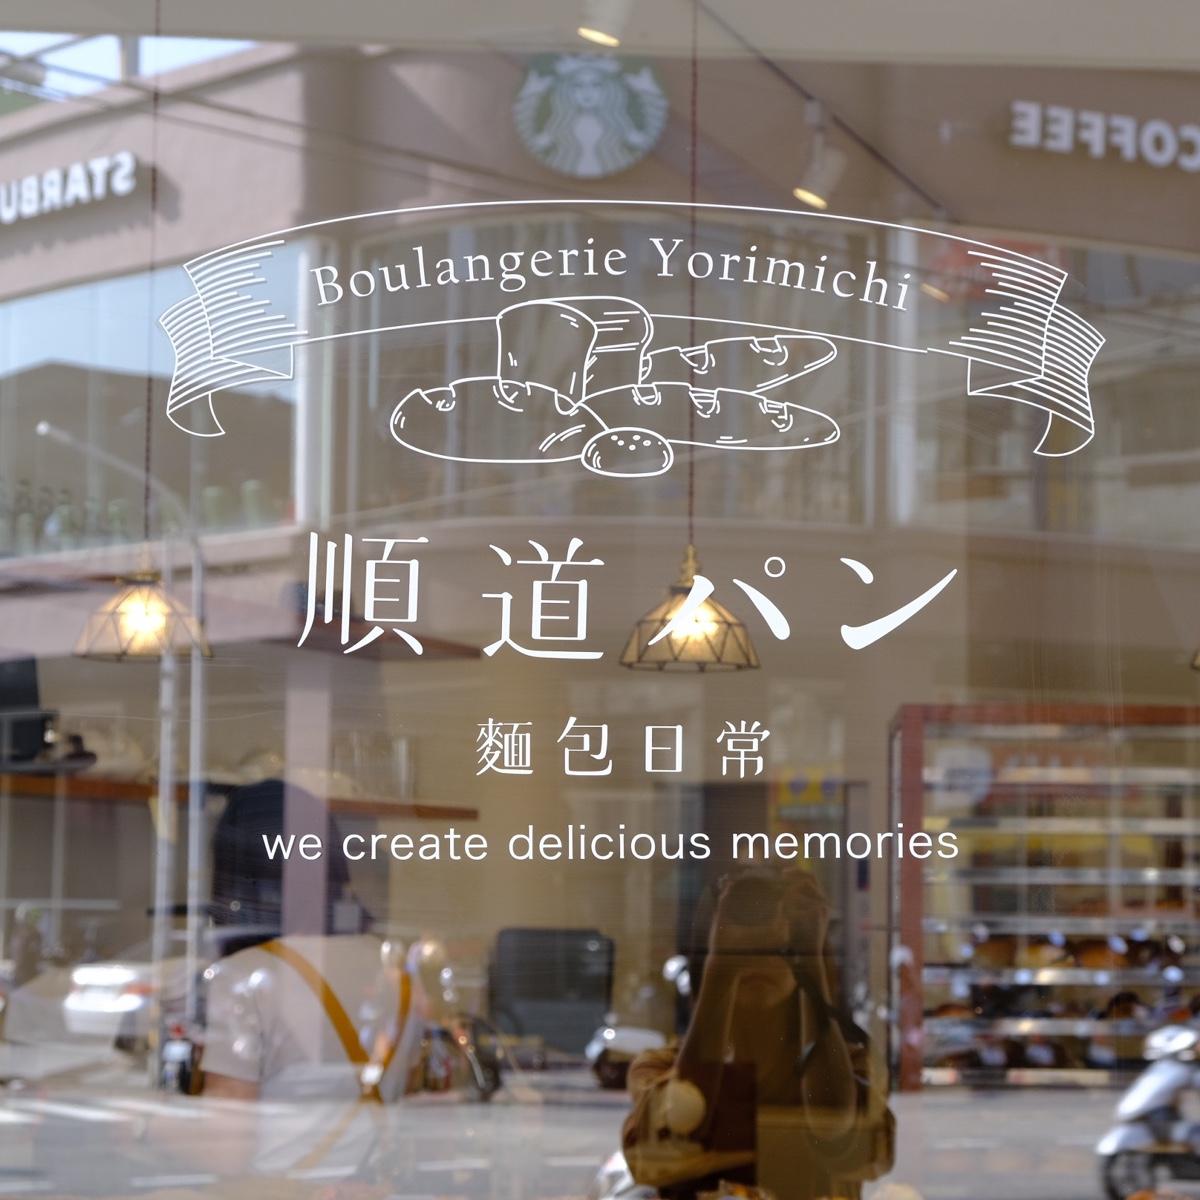 STARBU
COFFEE
Boulangerie Yorimichi
順道パン
麵包日常
we create delicious memories